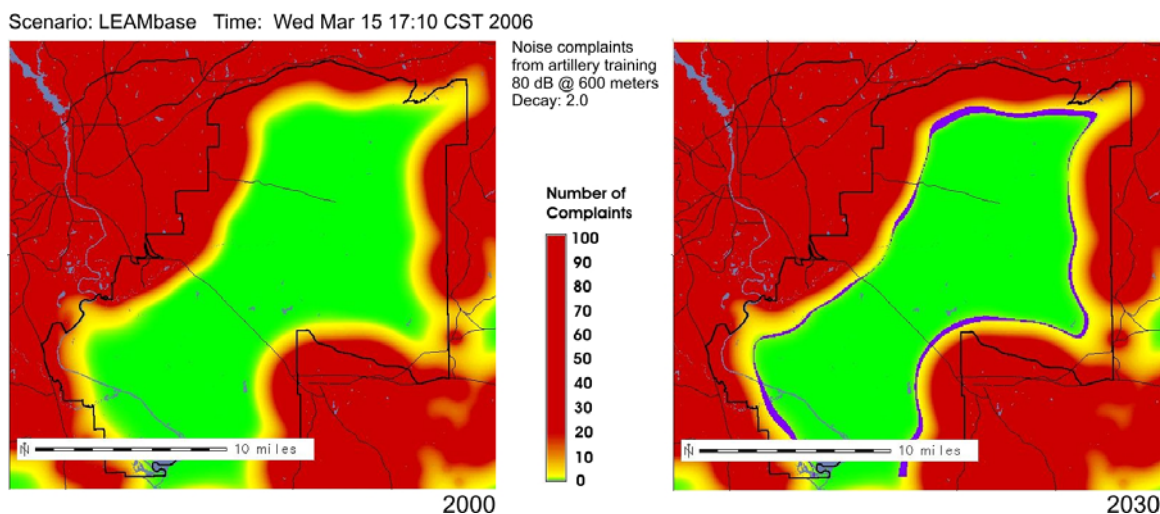 Scenario: LEAMbase Time: Wed Mar 15 17:10 CST 2006
Noise complaints
from artillery training
80 dB @ 600 meters
Decay: 2.0
Number of
Complaints
100
90
80
70
60
50
40
30
20
10
0
N 10 miles
2000
N 10 miles
2030